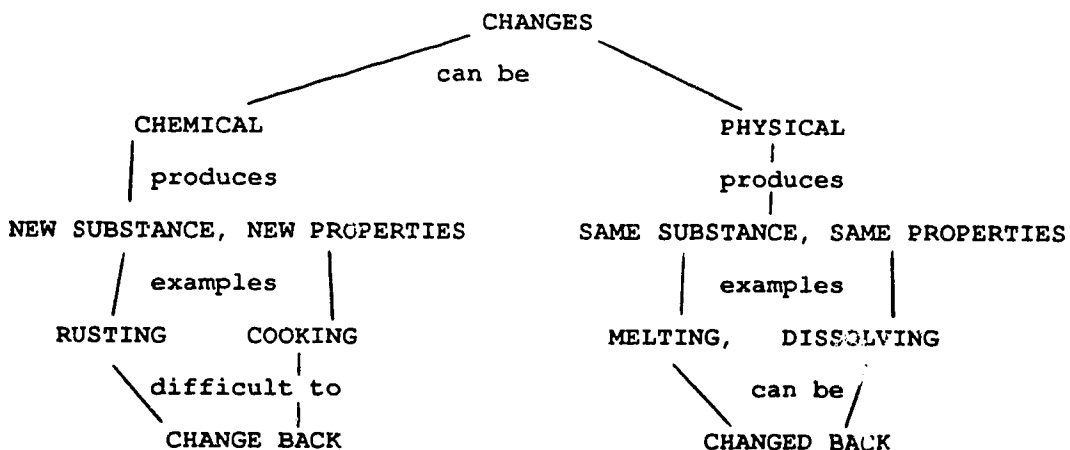 CHANGES
can be
CHEMICAL PHYSICAL
produces produces
NEW SUBSTANCE, NEW PROPERTIES SAME SUBSTANCE, SAME PROPERTIES
examples examples
RUSTING COOKING MELTING, DISSOLVING
difficult to can be
CHANGE BACK CHANGED BACK